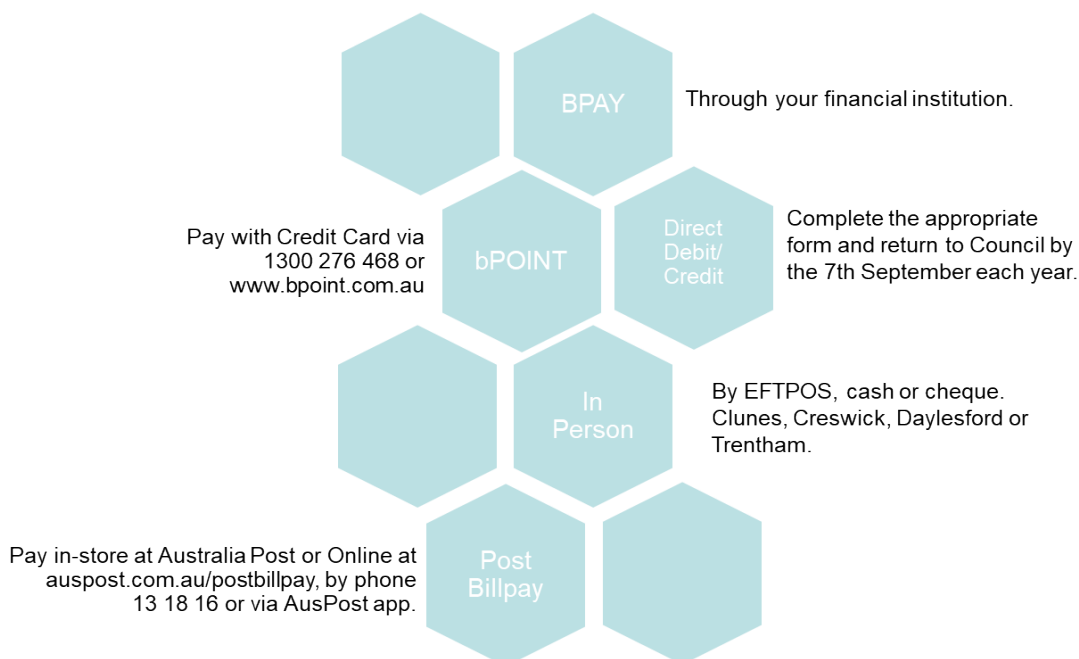 BPAY
Through your financial institution.
Pay with Credit Card via
1300 276 468 or
www.bpoint.com.au
bPOINT
Direct
Debit/
Credit
Complete the appropriate
form and return to Council by
the 7th September each year.
In
Person
By EFTPOS, cash or cheque.
Clunes, Creswick, Daylesford or
Trentham.
Pay in-store at Australia Post or Online at
auspost.com.au/postbillpay, by phone
13 18 16 or via AusPost app.
Post
Billpay